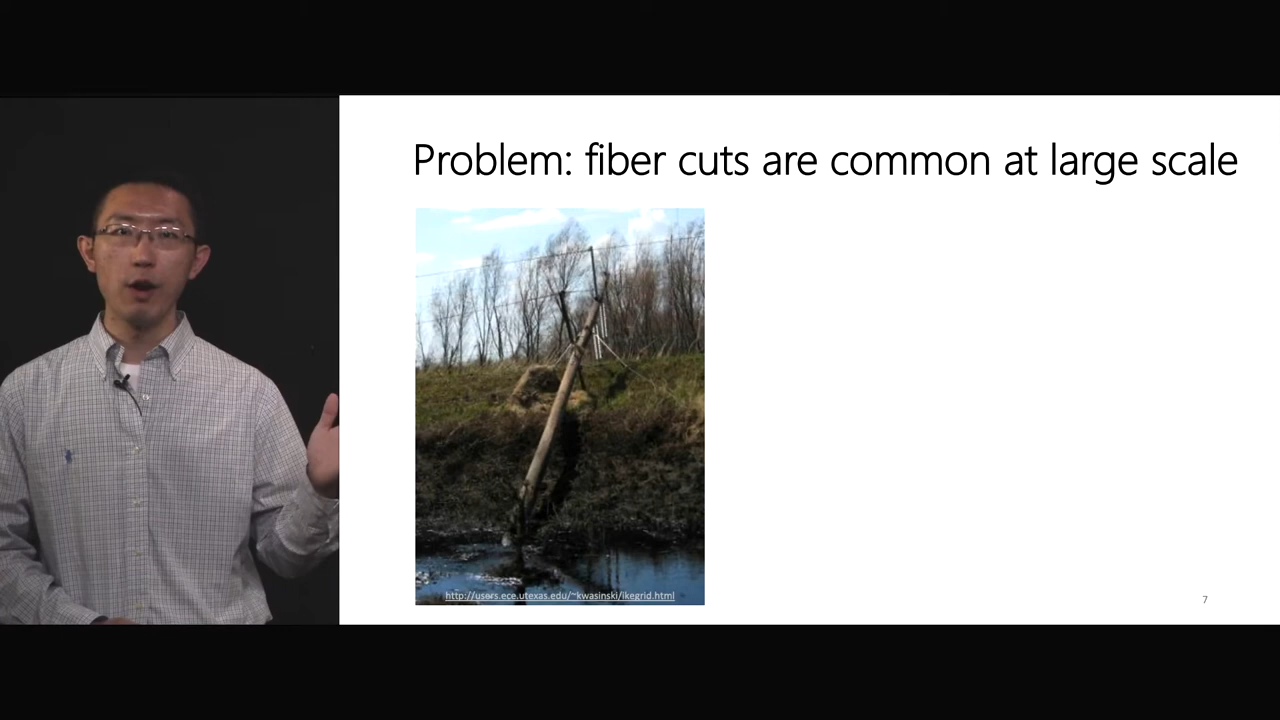 Problem: fiber cuts are common at large scale
http://users.ece.utexas.edu/~kwasinski/ikegrid.html
7